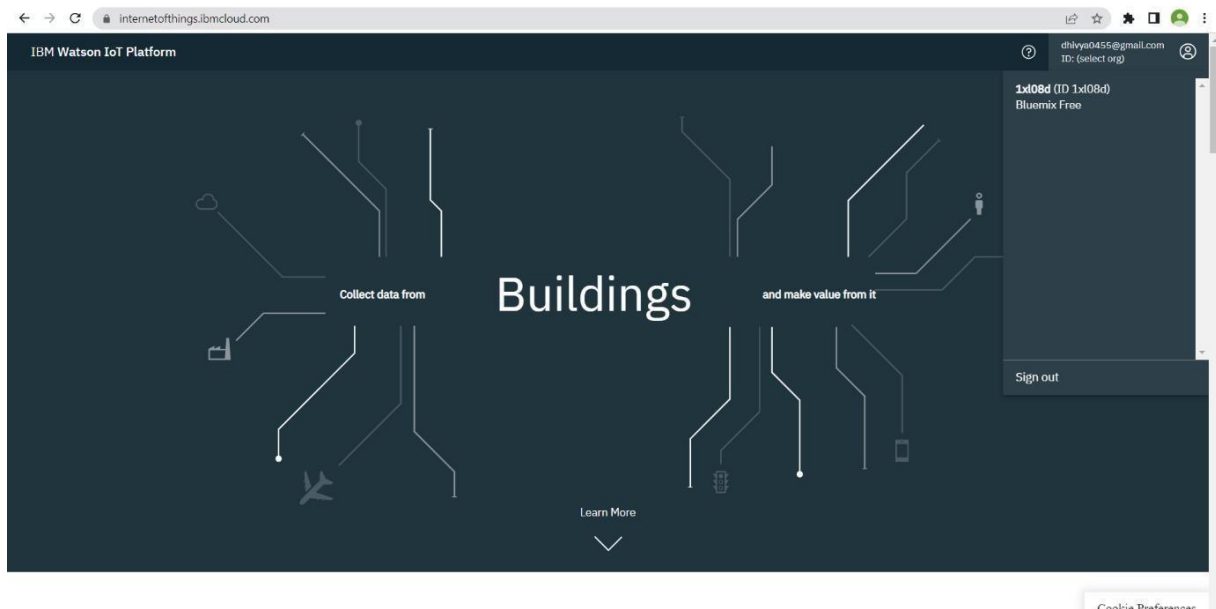 internetofthings.ibmcloud.com
IBM Watson IoT Platform
dhivya0455@gmail.com
ID: (select org)
1xl08d (ID 1xl08d)
Bluemix Free
Collect data from
Buildings
and make value from it
Sign out
Learn More
Cookie Preferences